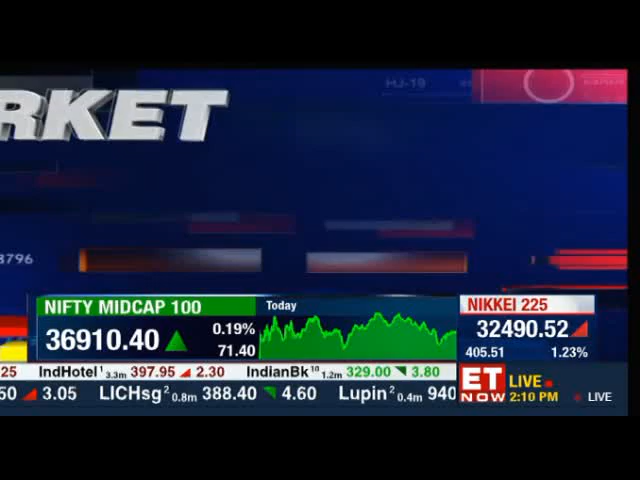 HJ-19
RKET
3796
NIFTY MIDCAP 100
36910.40 0.19%
71.40
Today
NIKKEI 225
32490.52
405.51 1.23%
25 IndHotel 1 3.3m 397.95 2.30 IndianBk 10 1.2m 329.00 3.80
50 3.05 LICHsg 2 0.8m 388.40 4.60 Lupin 2 0.4m 940
ET NOW
LIVE
2:10 PM
LIVE